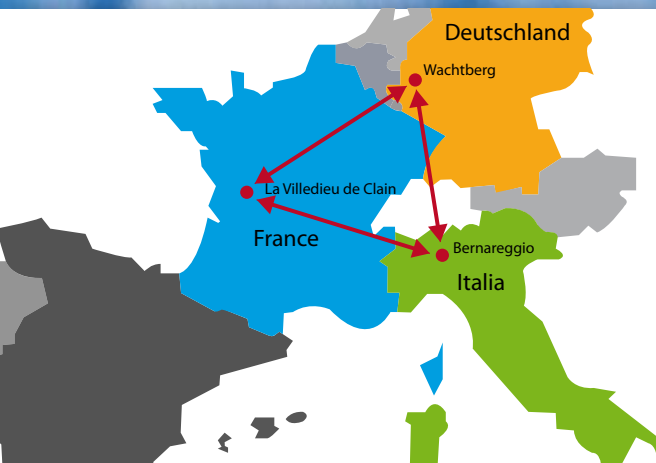 Deutschland
Wachtberg
La Villedieu de Clain
France
Bernareggio
Italia